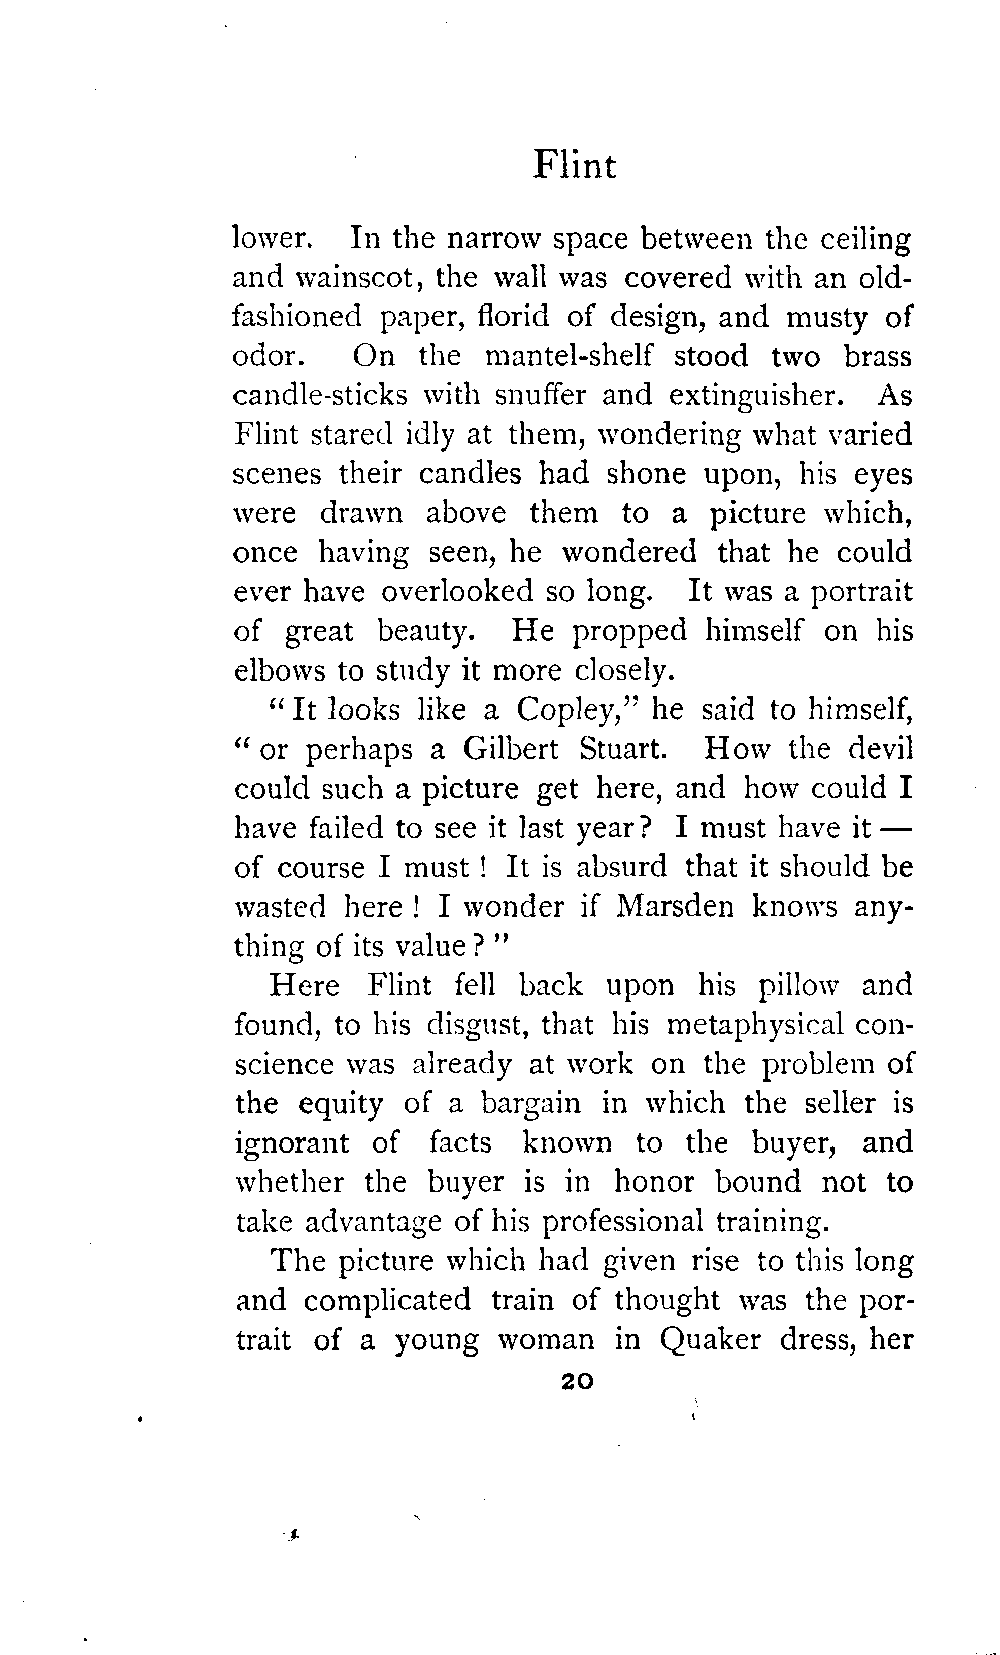 Flint
lower. In the narrow space between the ceiling
and wainscot, the wall was covered with an old-
fashioned paper, florid of design, and musty of
odor. On the mantel-shelf stood two brass
candle-sticks with snuffer and extinguisher. As
Flint stared idly at them, wondering what varied
scenes their candles had shone upon, his eyes
were drawn above them to a picture which,
once having seen, he wondered that he could
ever have overlooked so long. It was a portrait
of great beauty. He propped himself on his
elbows to study it more closely.
“ It looks like a Copley,” he said to himself,
“ or perhaps a Gilbert Stuart. How the devil
could such a picture get here, and how could I
have failed to see it last year? I must have it —
of course I must ! It is absurd that it should be
wasted here ! I wonder if Marsden knows any-
thing of its value ? ”
Here Flint fell back upon his pillow and
found, to his disgust, that his metaphysical con-
science was already at work on the problem of
the equity of a bargain in which the seller is
ignorant of facts known to the buyer, and
whether the buyer is in honor bound not to
take advantage of his professional training.
The picture which had given rise to this long
and complicated train of thought was the por-
trait of a young woman in Quaker dress, her
20